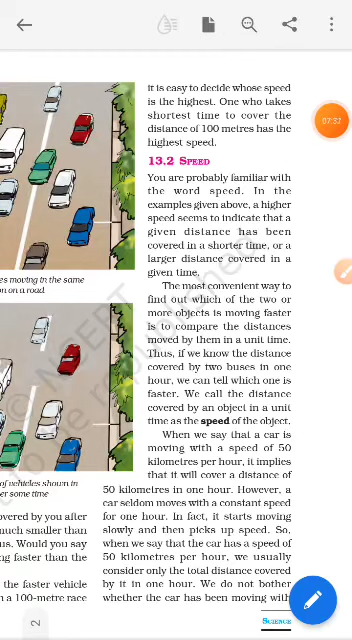 07:32
it is easy to decide whose speed
is the highest. One who takes
shortest time to cover the
distance of 100 metres has the
highest speed.
13.2 SPEED
You are probably familiar with
the word speed. In the
examples given above, a higher
speed seems to indicate that a
given distance has been
covered in a shorter time, or a
larger distance covered in a
given time.
The most convenient way to
find out which of the two or
more objects is moving faster
is to compare the distances
moved by them in a unit time.
Thus, if we know the distance
covered by two buses in one
hour, we can tell which one is
faster. We call the distance
covered by an object in a unit
time as the speed of the object.
When we say that a car is
moving with a speed of 50
kilometres per hour, it implies
that it will cover a distance of
50 kilometres in one hour. However, a
car seldom moves with a constant speed
for one hour. In fact, it starts moving
slowly and then picks up speed. So,
when we say that the car has a speed of
50 kilometres per hour, we usually
consider only the total distance covered
by it in one hour. We do not bother
whether the car has been moving with
es moving in the same
on on a road
of vehicles shown in
er some time
overed by you after
much smaller than
us. Would you say
ng faster than the
the faster vehicle
n a 100-metre race
2
SCIENCE